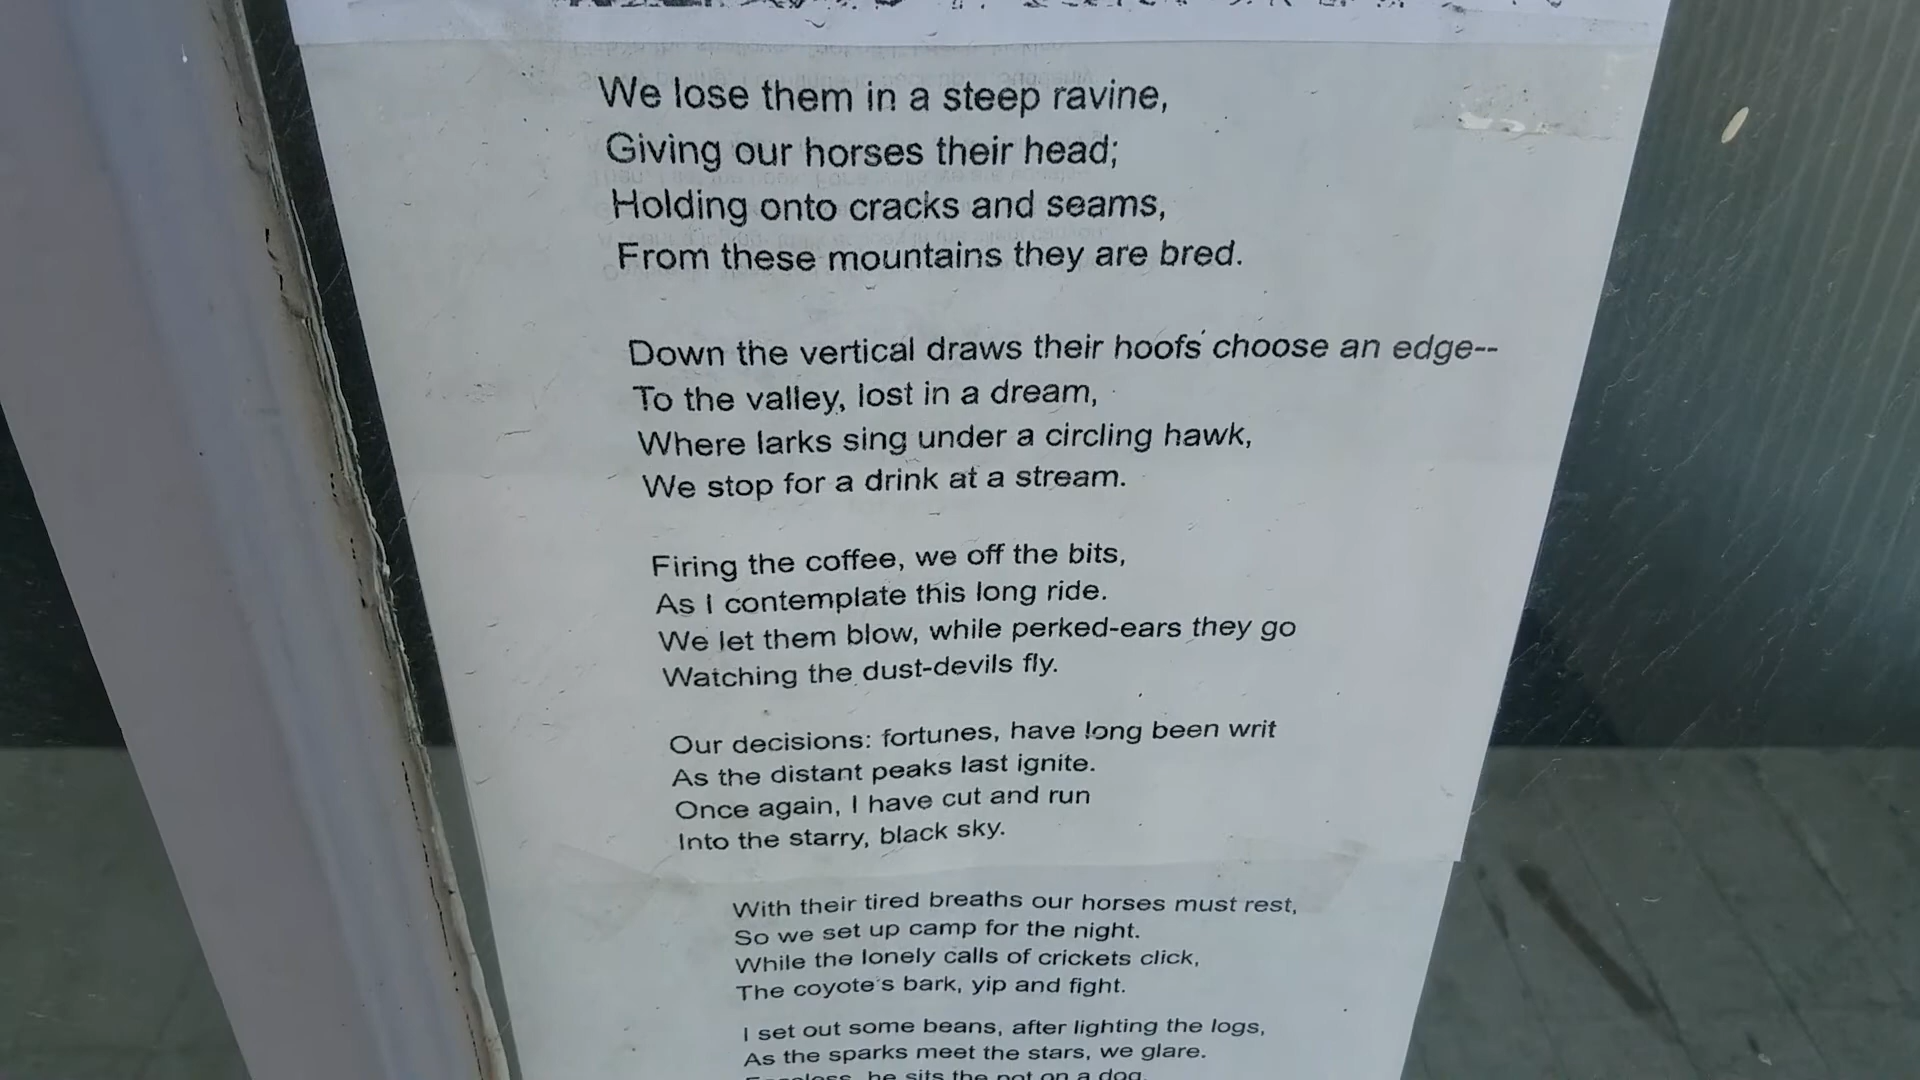 We lose them in a steep ravine,
Giving our horses their head;
Holding onto cracks and seams,
From these mountains they are bred.
Down the vertical draws their hoofs choose an edge--
To the valley, lost in a dream,
Where larks sing under a circling hawk,
We stop for a drink at a stream.
Firing the coffee, we off the bits,
As I contemplate this long ride.
We let them blow, while perked-ears they go
Watching the dust-devils fly.
Our decisions: fortunes, have long been writ
As the distant peaks last ignite.
Once again, I have cut and run
Into the starry, black sky.
With their tired breaths our horses must rest,
So we set up camp for the night.
While the lonely calls of crickets click,
The coyote's bark, yip and fight.
I set out some beans, after lighting the logs,
As the sparks meet the stars, we glare.
he sits the pot on a dog,